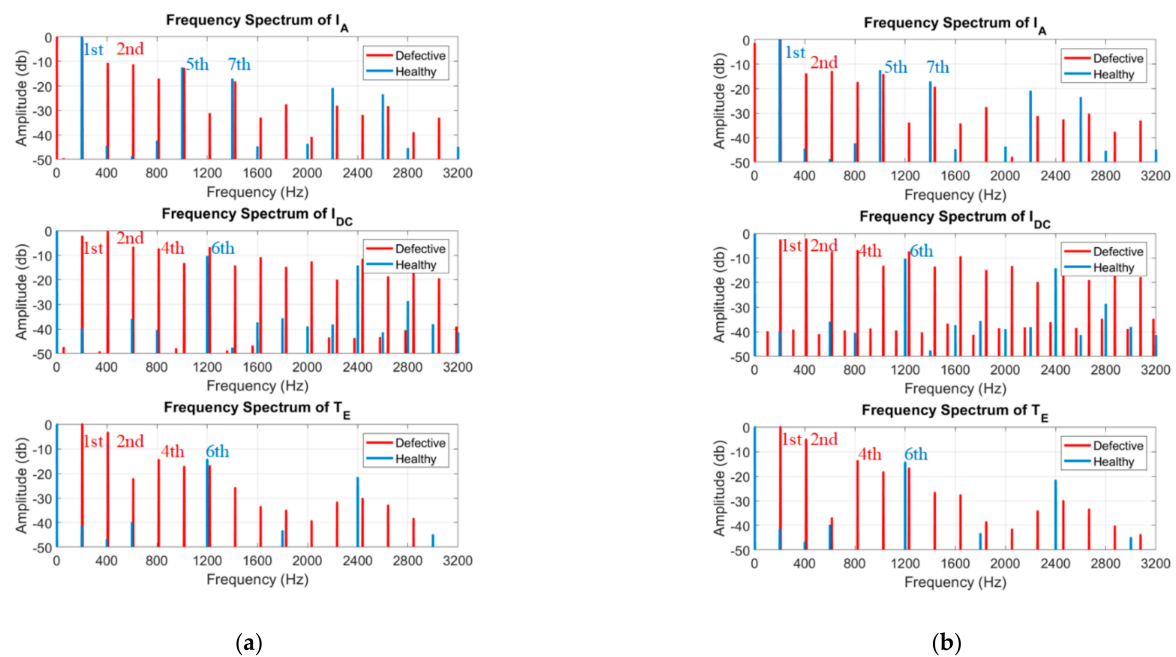 Frequency Spectrum of I_A
Amplitude (db)
0
-10
-20
-30
-40
-50
1st
2nd
5th
7th
Defective
Healthy
0 400 800 1200 1600 2000 2400 2800 3200
Frequency (Hz)
Frequency Spectrum of I_DC
Amplitude (db)
0
-10
-20
-30
-40
-50
1st
2nd
4th
6th
Defective
Healthy
0 400 800 1200 1600 2000 2400 2800 3200
Frequency (Hz)
Frequency Spectrum of T_E
Amplitude (db)
0
-10
-20
-30
-40
-50
1st
2nd
4th
6th
Defective
Healthy
0 400 800 1200 1600 2000 2400 2800 3200
Frequency (Hz)
(a)
Frequency Spectrum of I_A
Amplitude (db)
0
-10
-20
-30
-40
-50
1st
2nd
5th
7th
Defective
Healthy
0 400 800 1200 1600 2000 2400 2800 3200
Frequency (Hz)
Frequency Spectrum of I_DC
Amplitude (db)
0
-10
-20
-30
-40
-50
1st
2nd
4th
6th
Defective
Healthy
0 400 800 1200 1600 2000 2400 2800 3200
Frequency (Hz)
Frequency Spectrum of T_E
Amplitude (db)
0
-10
-20
-30
-40
-50
1st
2nd
4th
6th
Defective
Healthy
0 400 800 1200 1600 2000 2400 2800 3200
Frequency (Hz)
(b)